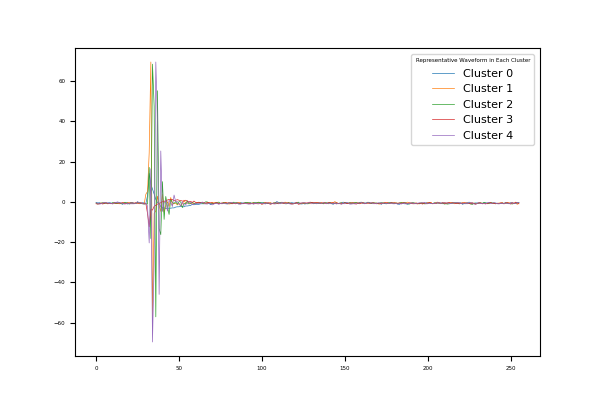 Representative Waveform in Each Cluster
Cluster 0
Cluster 1
Cluster 2
Cluster 3
Cluster 4
60
40
20
0
−20
−40
−60
0 50 100 150 200 250